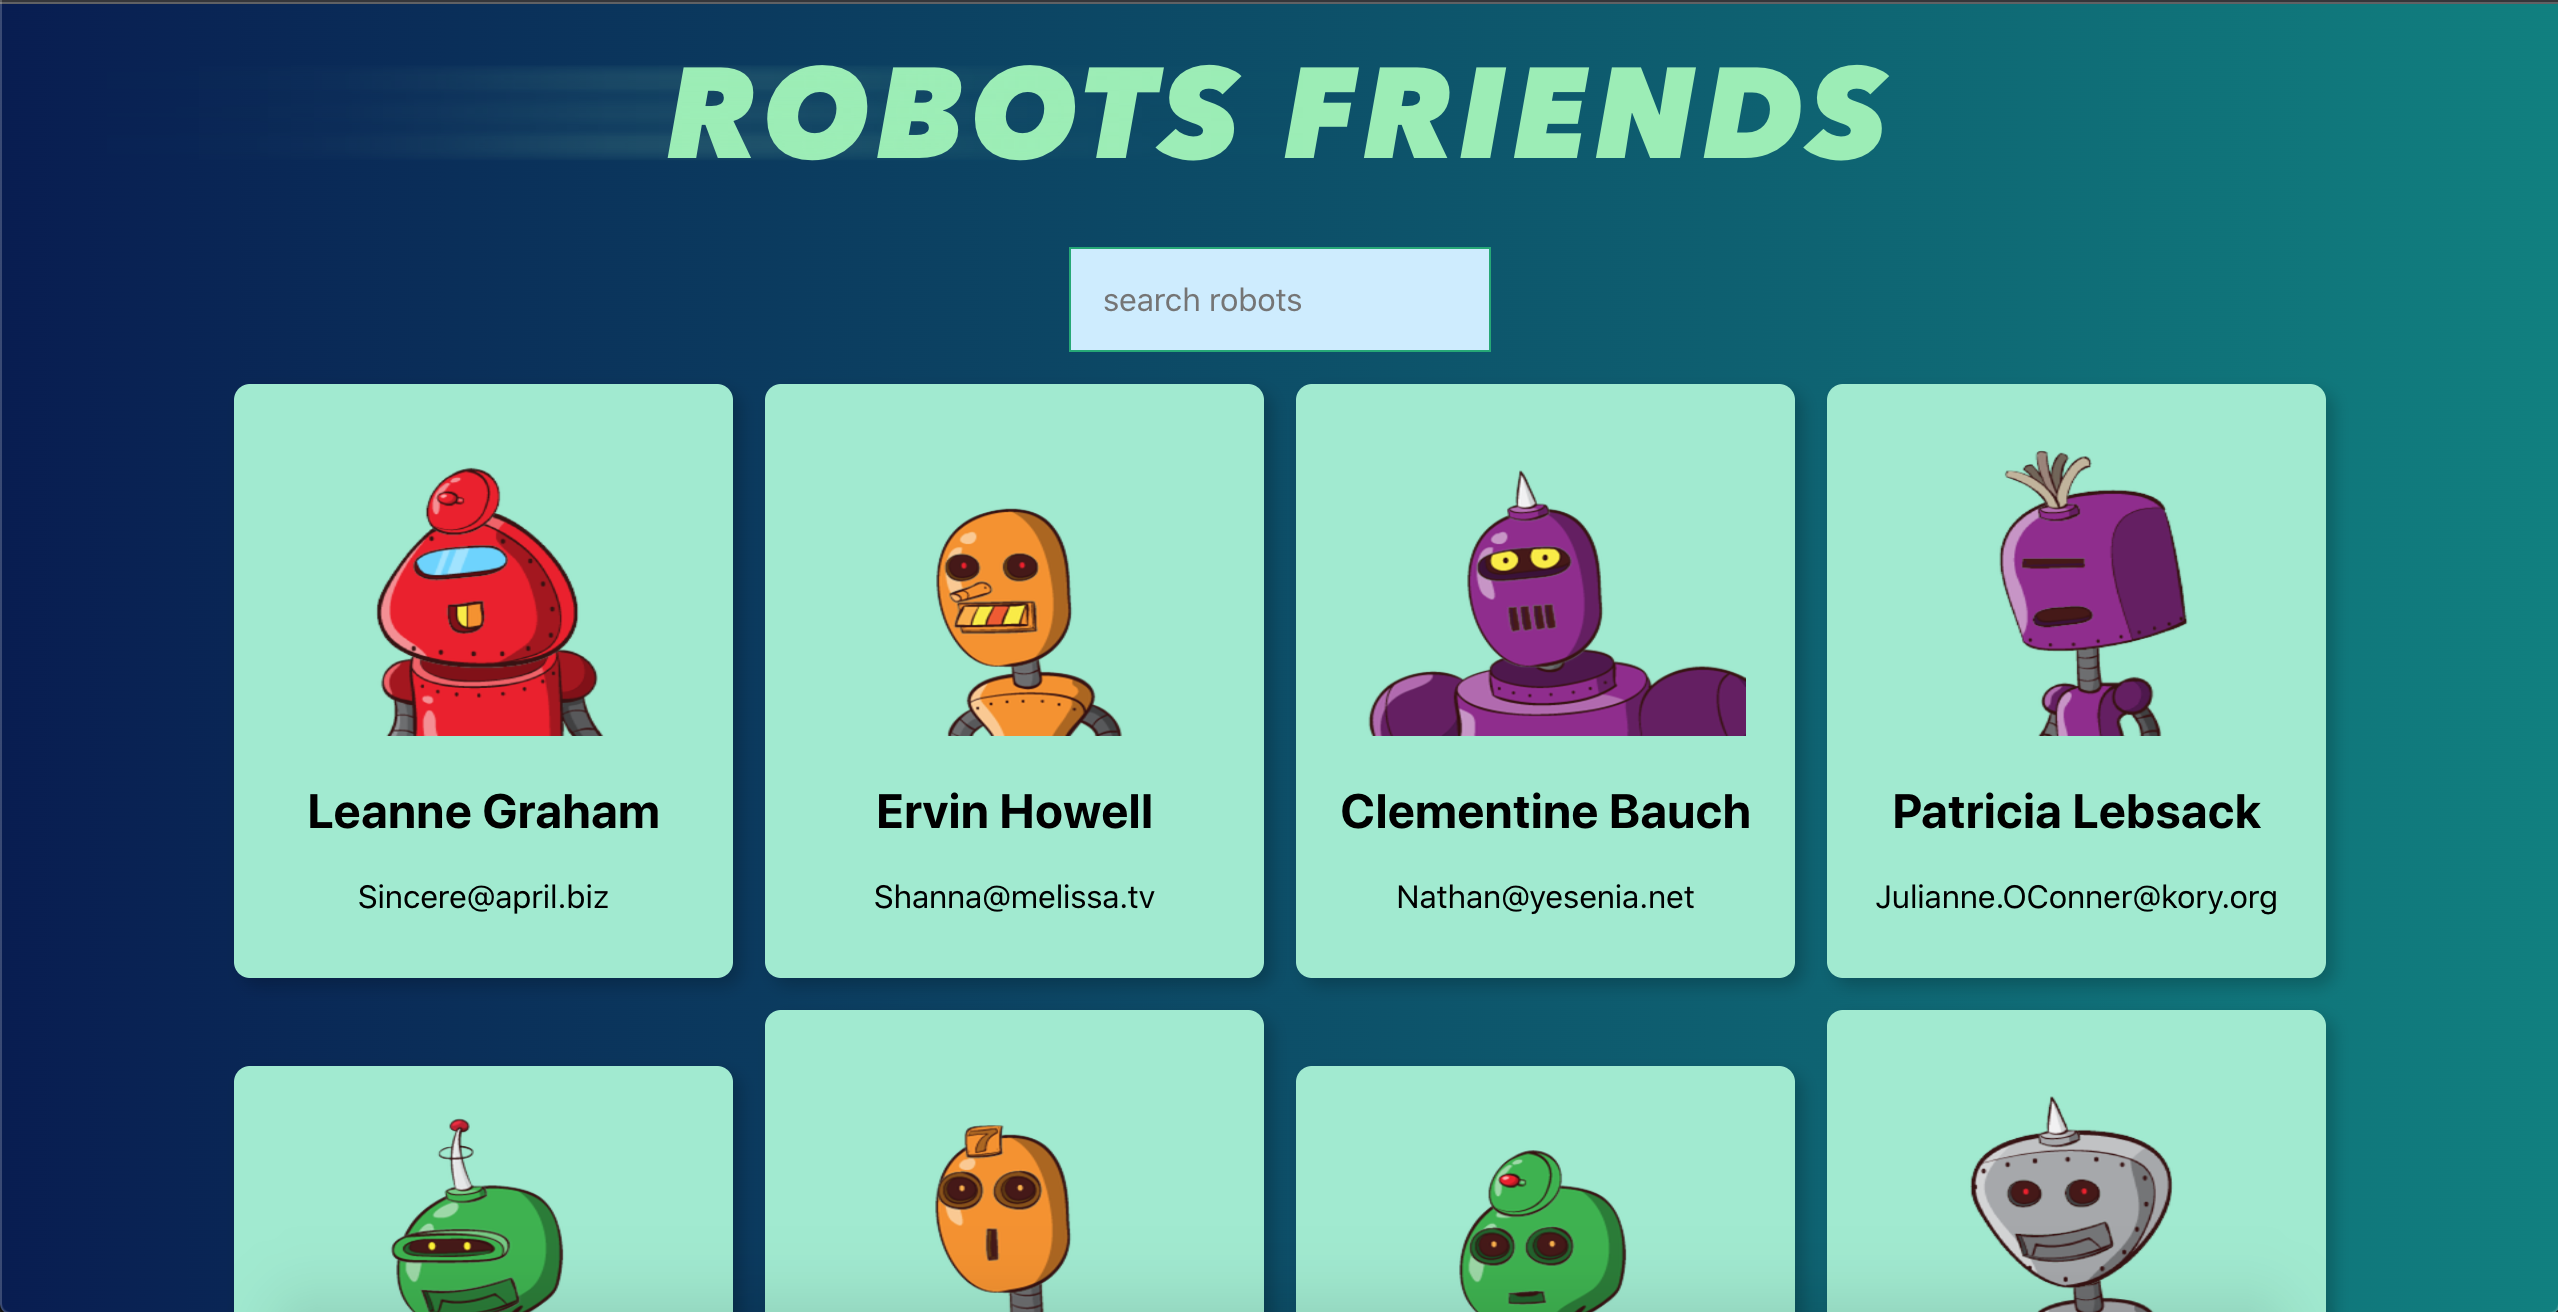 ROBOTS FRIENDS
search robots
Leanne Graham
Ervin Howell
Clementine Bauch
Patricia Lebsack
Sincere@april.biz
Shanna@melissa.tv
Nathan@yesenia.net
Julianne.OConner@kory.org
7